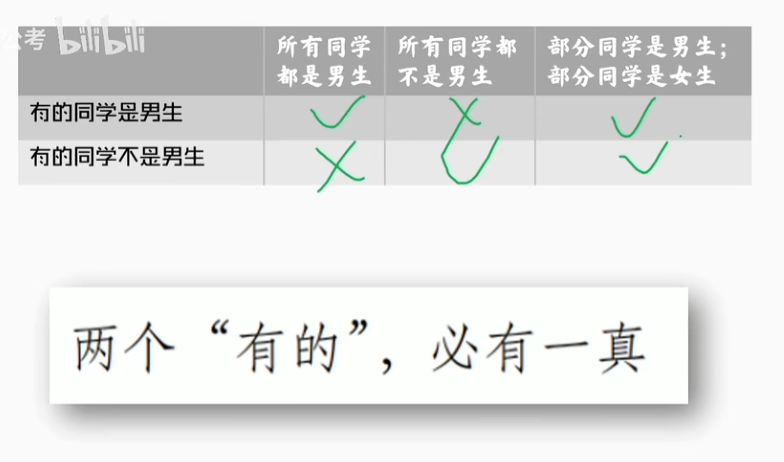 公考 bilibili
所有同学
都是男生
所有同学都
不是男生
部分同学是男生；
部分同学是女生
有的同学是男生
有的同学不是男生
两个“有的”，必有一真